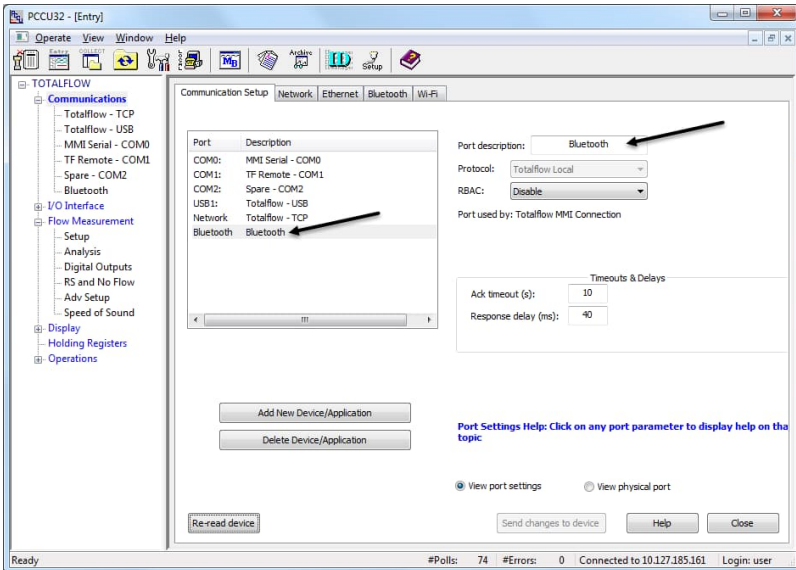 PCCU32 - [Entry]
Operate View Window Help
Entry COLLECT MB Archive ID Setup
TOTALFLOW
Communications
Totalflow - TCP
Totalflow - USB
MMI Serial - COM0
TF Remote - COM1
Spare - COM2
Bluetooth
I/O Interface
Flow Measurement
Setup
Analysis
Digital Outputs
RS and No Flow
Adv Setup
Speed of Sound
Display
Holding Registers
Operations
Communication Setup Network Ethernet Bluetooth Wi-Fi
Port Description
COM0: MMI Serial - COM0
COM1: TF Remote - COM1
COM2: Spare - COM2
USB1: Totalflow - USB
Network Totalflow - TCP
Bluetooth Bluetooth
Port description: Bluetooth
Protocol: Totalflow Local
RBAC: Disable
Port used by: Totalflow MMI Connection
Timeouts & Delays
Ack timeout (s): 10
Response delay (ms): 40
Add New Device/Application
Delete Device/Application
Port Settings Help: Click on any port parameter to display help on tha
topic
View port settings View physical port
Re-read device Send changes to device Help Close
Ready #Polls: 74 #Errors: 0 Connected to 10.127.185.161 Login: user